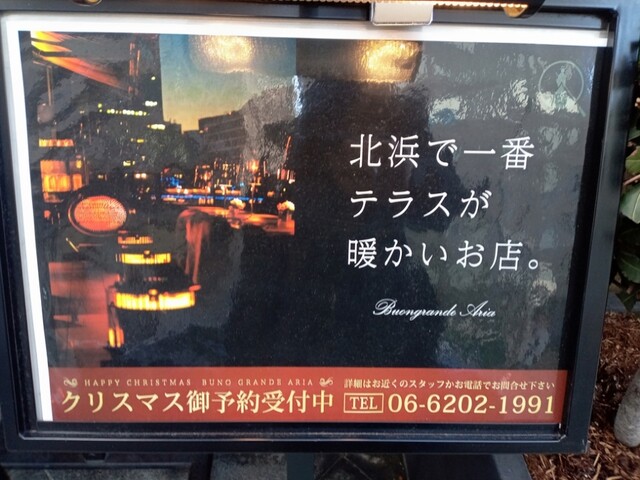 北浜で一番
テラスが
暖かいお店。
Buongrande Aria
HAPPY CHRISTMAS BUNO GRANDE ARIA
クリスマス御予約受付中
詳細はお近くのスタッフかお電話でお問合せ下さい
TEL 06-6202-1991